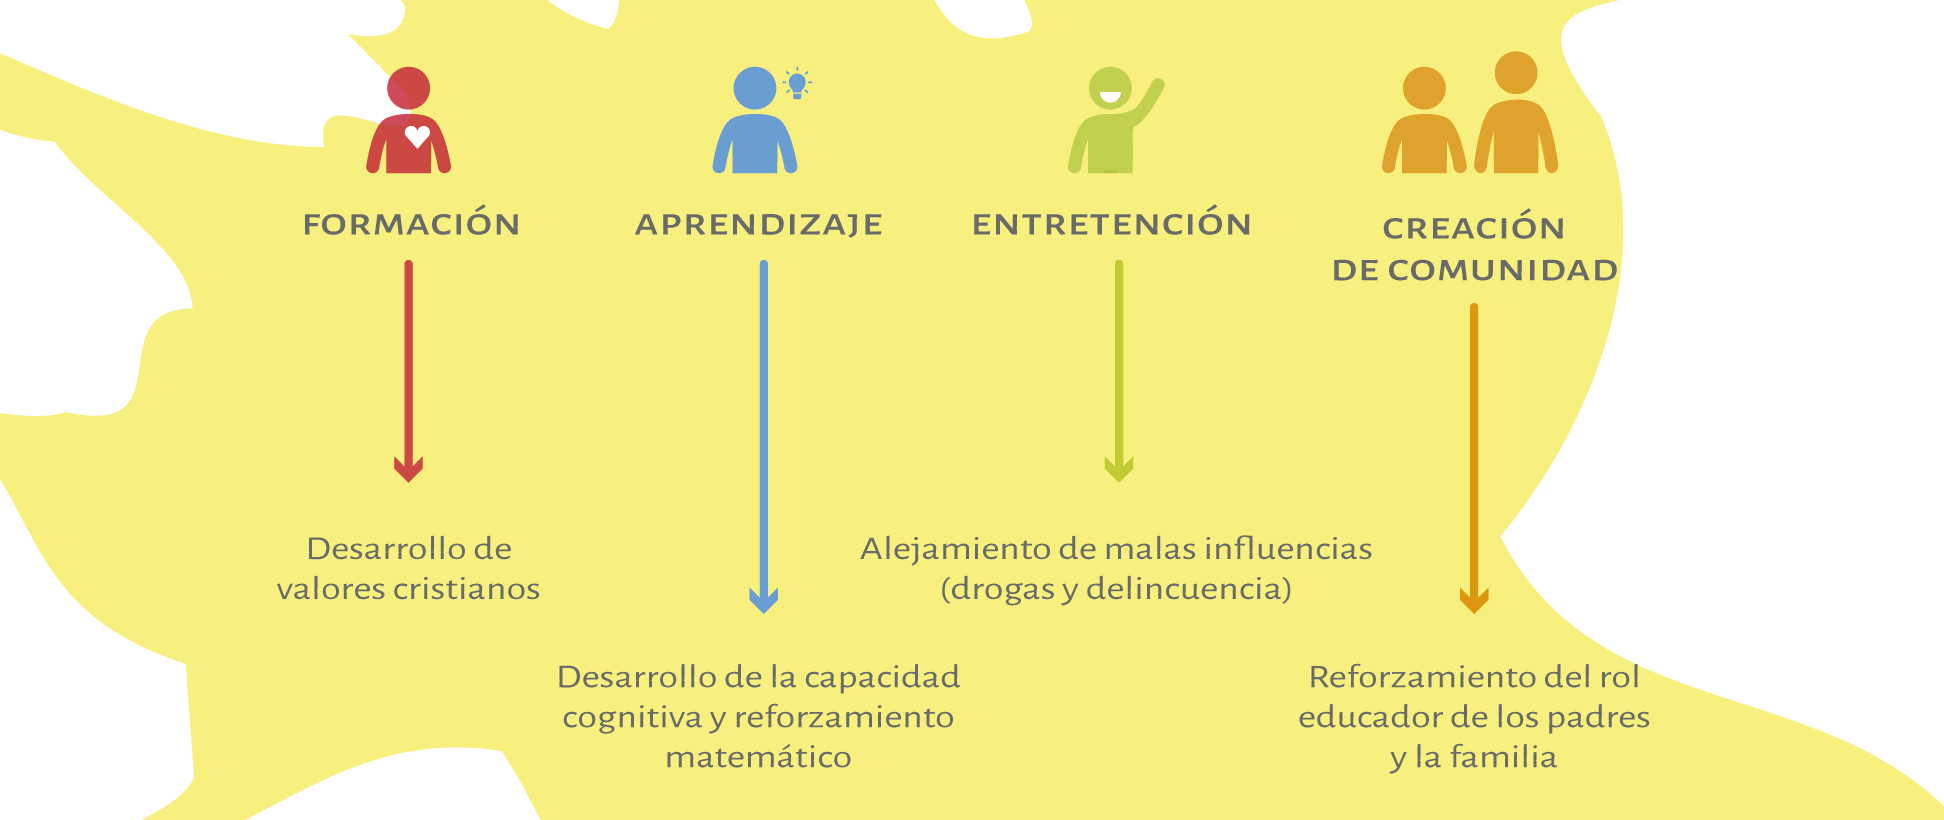 FORMACIÓN
Desarrollo de
valores cristianos
APRENDIZAJE
Desarrollo de la capacidad
cognitiva y reforzamiento
matemático
ENTRETENCIÓN
Alejamiento de malas influencias
(drogas y delincuencia)
CREACIÓN
DE COMUNIDAD
Reforzamiento del rol
educador de los padres
y la familia